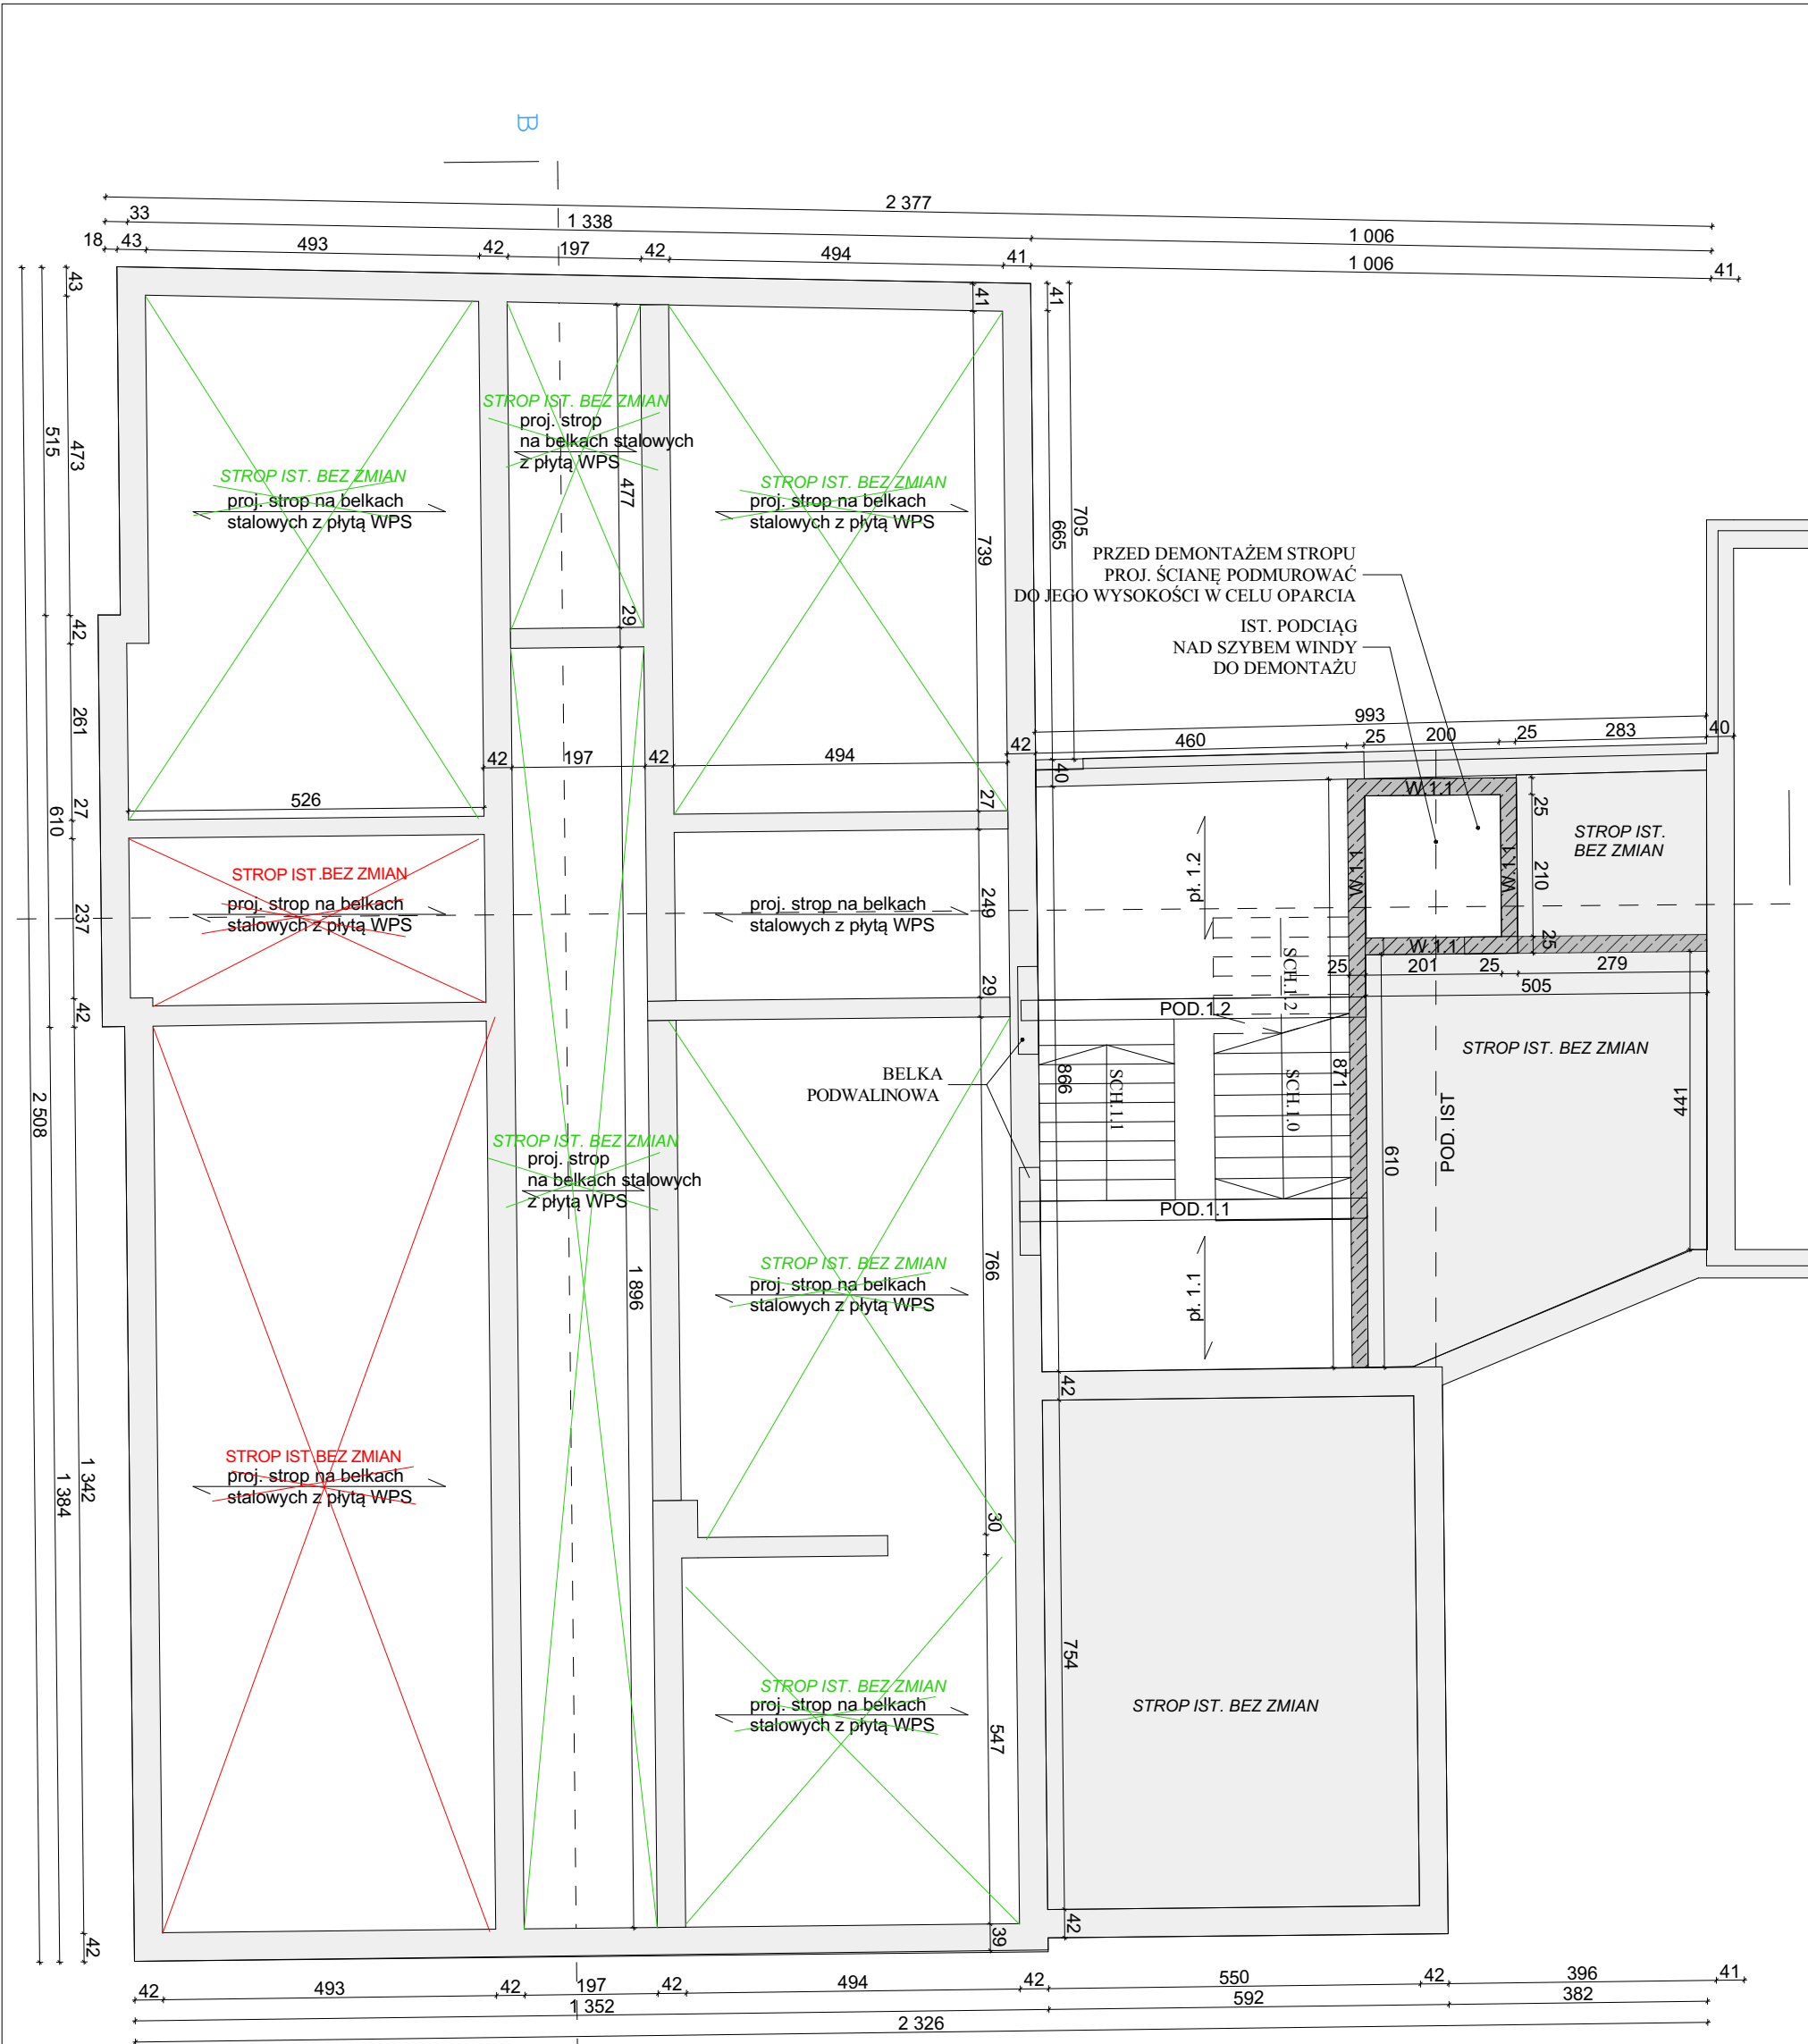 B
2 377
33
1 338
1 006
18
43
493
42
197
42
494
41
1 006
41
43
41
41
515
473
477
739
665
705
STROP IST. BEZ ZMIAN
proj. strop
na belkach stalowych
z płytą WPS
STROP IST. BEZ ZMIAN
proj. strop na belkach
stalowych z płytą WPS
STROP IST. BEZ ZMIAN
proj. strop na belkach
stalowych z płytą WPS
PRZED DEMONTAŻEM STROPU
PROJ. ŚCIANĘ PODMUROWAĆ
DO JEGO WYSOKOŚCI W CELU OPARCIA
IST. PODCIĄG
NAD SZYBEM WINDY
DO DEMONTAŻU
29
42
261
993
42
460
25
200
25
283
40
42
197
42
494
40
526
27
610
27
W.1.1
25
STROP IST.
BEZ ZMIAN
pł. 1.2
W.1.1
W.1.1
210
STROP IST.BEZ ZMIAN
proj. strop na belkach
stalowych z płytą WPS
proj. strop na belkach
stalowych z płytą WPS
237
249
W.1.1
25
25
201
25
279
505
42
29
POD.1.2
SCH.1.2
STROP IST. BEZ ZMIAN
BELKA
PODWALINOWA
866
SCH.1.1
SCH.1.0
871
441
POD. IST
610
2 508
STROP IST. BEZ ZMIAN
proj. strop
na belkach stalowych
z płytą WPS
POD.1.1
1 896
766
STROP IST. BEZ ZMIAN
proj. strop na belkach
stalowych z płytą WPS
pł. 1.1
42
STROP IST.BEZ ZMIAN
proj. strop na belkach
stalowych z płytą WPS
1 342
1 384
30
754
STROP IST. BEZ ZMIAN
proj. strop na belkach
stalowych z płytą WPS
547
STROP IST. BEZ ZMIAN
42
39
42
42
493
42
197
42
494
42
550
42
396
41
1 352
592
382
2 326